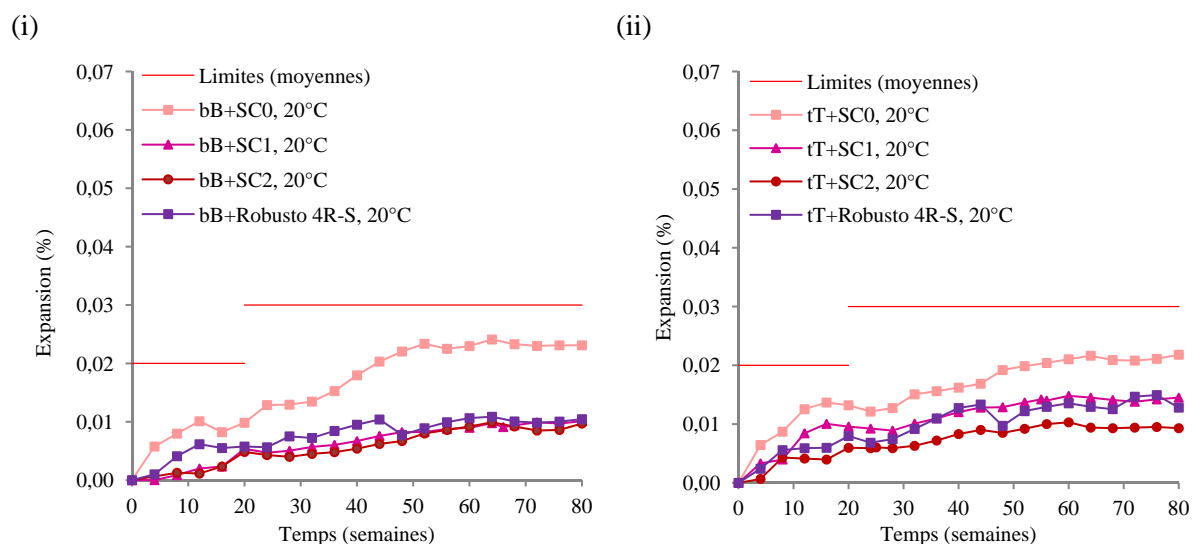 (i)
(ii)
0,07
0,06
0,05
0,04
0,03
0,02
0,01
0,00
Expansion (%)
Limites (moyennes)
bB+SC0, 20°C
bB+SC1, 20°C
bB+SC2, 20°C
bB+Robusto 4R-S, 20°C
0 10 20 30 40 50 60 70 80
Temps (semaines)
0,07
0,06
0,05
0,04
0,03
0,02
0,01
0,00
Expansion (%)
Limites (moyennes)
tT+SC0, 20°C
tT+SC1, 20°C
tT+SC2, 20°C
tT+Robusto 4R-S, 20°C
0 10 20 30 40 50 60 70 80
Temps (semaines)